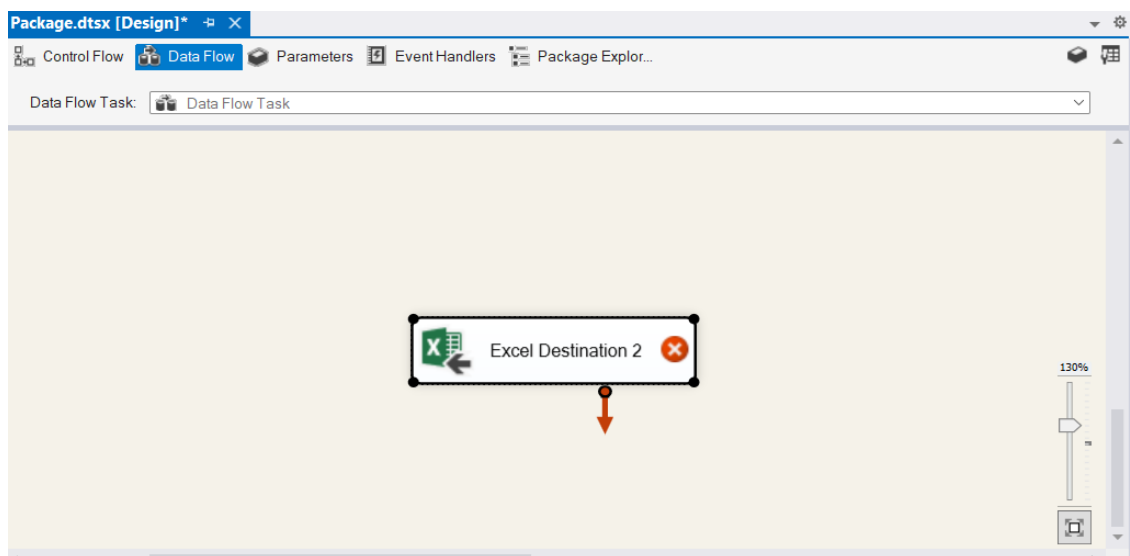 Package.dtsx [Design]*
Control Flow Data Flow Parameters Event Handlers Package Explor...
Data Flow Task: Data Flow Task
Excel Destination 2
130%